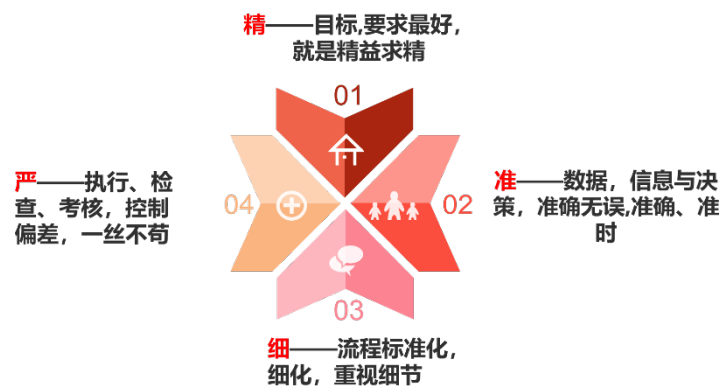 精——目标,要求最好，
就是精益求精
01
严——执行、检
查、考核，控制
偏差，一丝不苟
04
02
准——数据，信息与决
策，准确无误,准确、准
时
03
细——流程标准化，
细化，重视细节